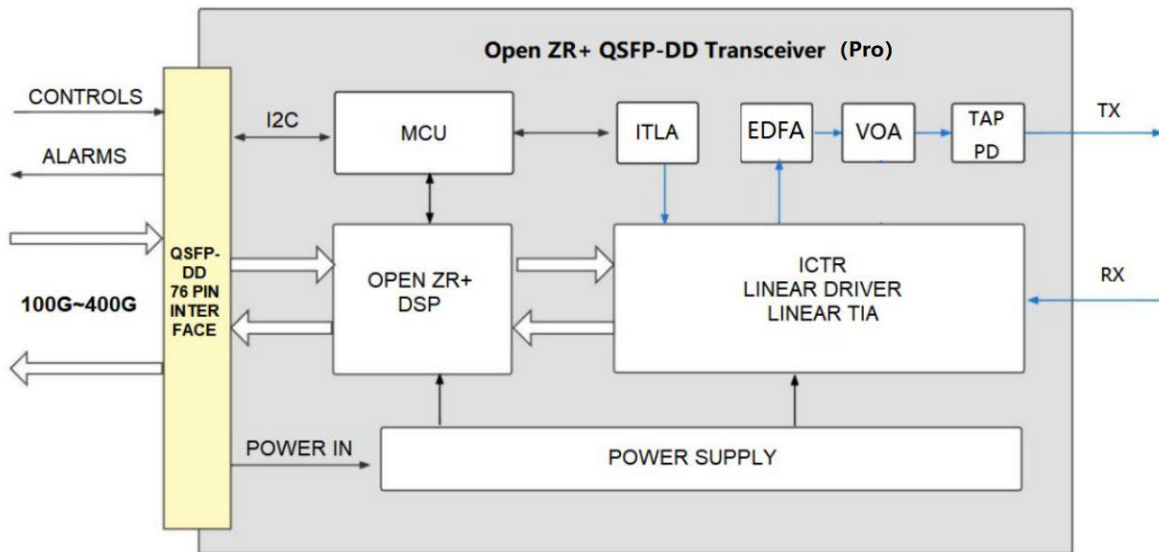 Open ZR+ QSFP-DD Transceiver (Pro)
CONTROLS
ALARMS
100G~400G
QSFP-
DD
76 PIN
INTER
FACE
I2C
MCU
ITLA
EDFA
VOA
TAP
PD
TX
OPEN ZR+
DSP
ICTR
LINEAR DRIVER
LINEAR TIA
RX
POWER IN
POWER SUPPLY